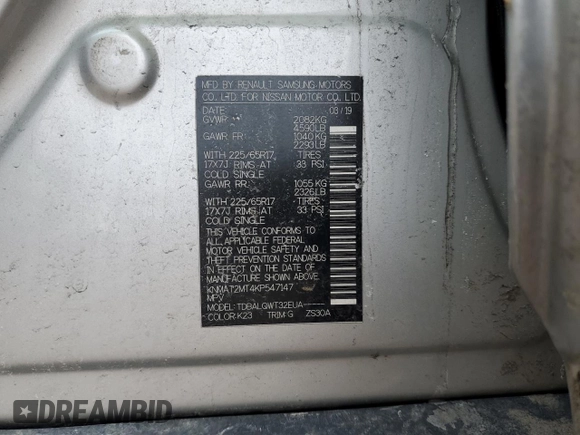 MFD BY RENAULT SAMSUNG MOTORS
CO. LTD. FOR NISSAN MOTOR CO., LTD.
DATE: 03/19
GVWR 2082KG
4590LB
GAWR FR: 1040 KG
2293LB
WITH 225/65R17 TIRES
17X7J RIMS AT 33 PSI
COLD SINGLE
GAWR RR: 1055 KG
2326LB
WITH 225/65R17 TIRES
17X7J RIMS AT 33 PSI
COLD SINGLE
THIS VEHICLE CONFORMS TO
ALL APPLICABLE FEDERAL
MOTOR VEHICLE SAFETY AND
THEFT PREVENTION STANDARDS
IN EFFECT ON THE DATE OF
MANUFACTURE SHOWN ABOVE.
KNMAT2MT4KP547147
MPV
MODEL: TDBALGWT32EUA
COLOR K23 TRIM G ZS30A
DREAMBID